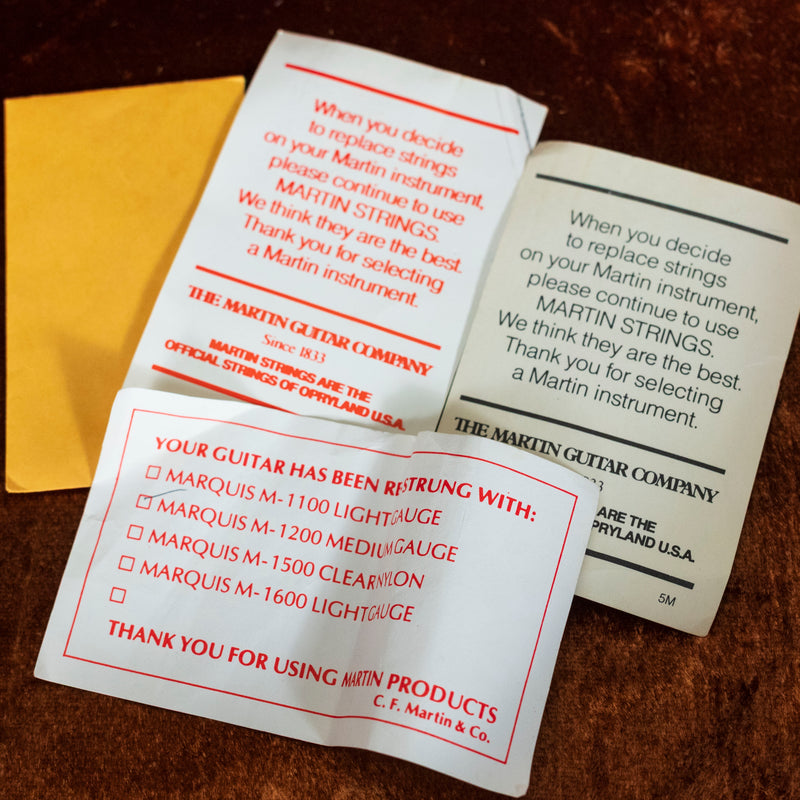 When you decide
to replace strings
on your Martin instrument,
please continue to use
MARTIN STRINGS.
We think they are the best.
Thank you for selecting
a Martin instrument.
THE MARTIN GUITAR COMPANY
Since 1833
MARTIN STRINGS ARE THE
OFFICIAL STRINGS OF OPRYLAND U.S.A.
When you decide
to replace strings
on your Martin instrument,
please continue to use
MARTIN STRINGS.
We think they are the best.
Thank you for selecting
a Martin instrument.
THE MARTIN GUITAR COMPANY
ARE THE
OPRYLAND U.S.A.
5M
YOUR GUITAR HAS BEEN RESTRUNG WITH:
MARQUIS M-1100 LIGHT GAUGE
MARQUIS M-1200 MEDIUM GAUGE
MARQUIS M-1500 CLEAR NYLON
MARQUIS M-1600 LIGHT GAUGE
THANK YOU FOR USING MARTIN PRODUCTS
C. F. Martin & Co.